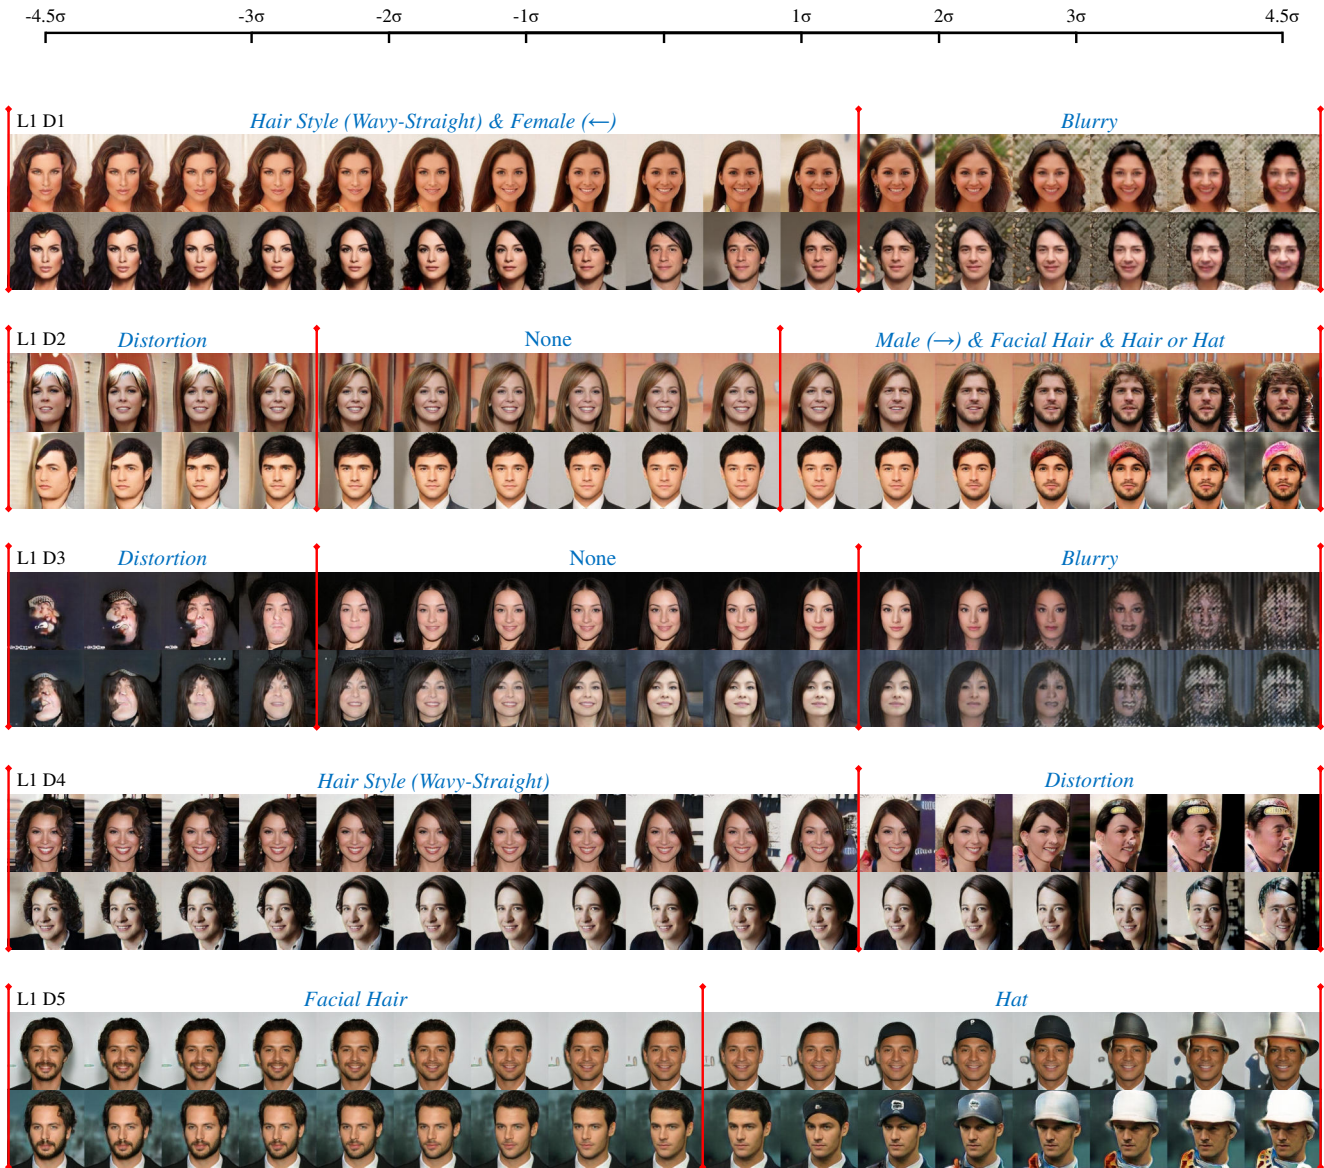 -4.5σ -3σ -2σ -1σ 1σ 2σ 3σ 4.5σ
L1 D1 Hair Style (Wavy-Straight) & Female (←) Blurry
L1 D2 Distortion None Male (→) & Facial Hair & Hair or Hat
L1 D3 Distortion None Blurry
L1 D4 Hair Style (Wavy-Straight) Distortion
L1 D5 Facial Hair Hat